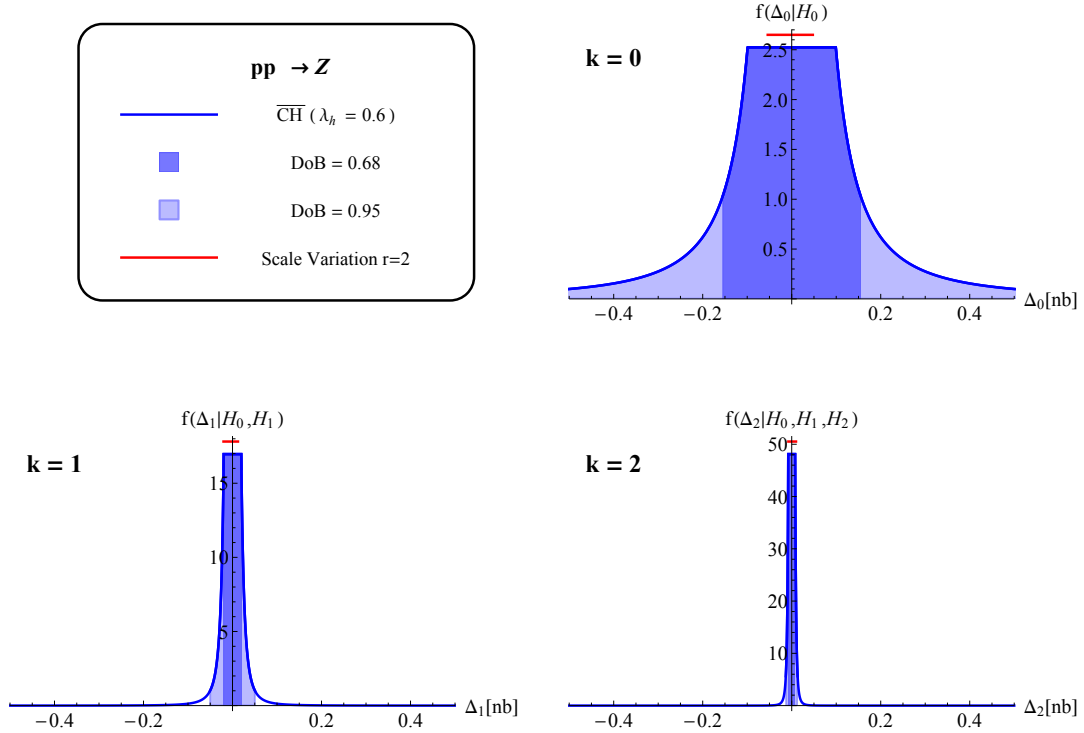 pp → Z
C̅H̅ ( λh = 0.6 )
DoB = 0.68
DoB = 0.95
Scale Variation r=2
f(Δ0|H0)
k = 0
2.5
2.0
1.5
1.0
0.5
−0.4 −0.2 0.2 0.4 Δ0[nb]
f(Δ1|H0,H1)
k = 1
15
10
5
−0.4 −0.2 0.2 0.4 Δ1[nb]
f(Δ2|H0,H1,H2)
k = 2
50
40
30
20
10
−0.4 −0.2 0.2 0.4 Δ2[nb]